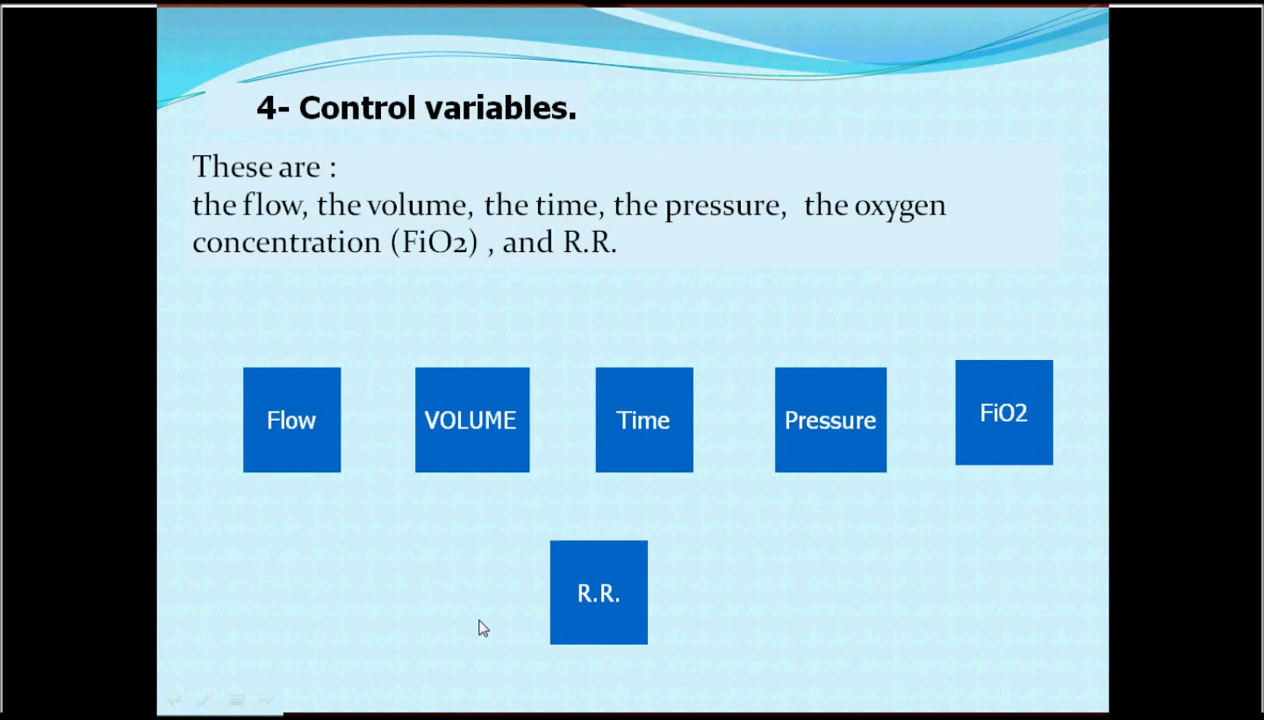 4- Control variables.
These are :
the flow, the volume, the time, the pressure,  the oxygen
concentration (FiO2) , and R.R.
Flow
VOLUME
Time
Pressure
FiO2
R.R.